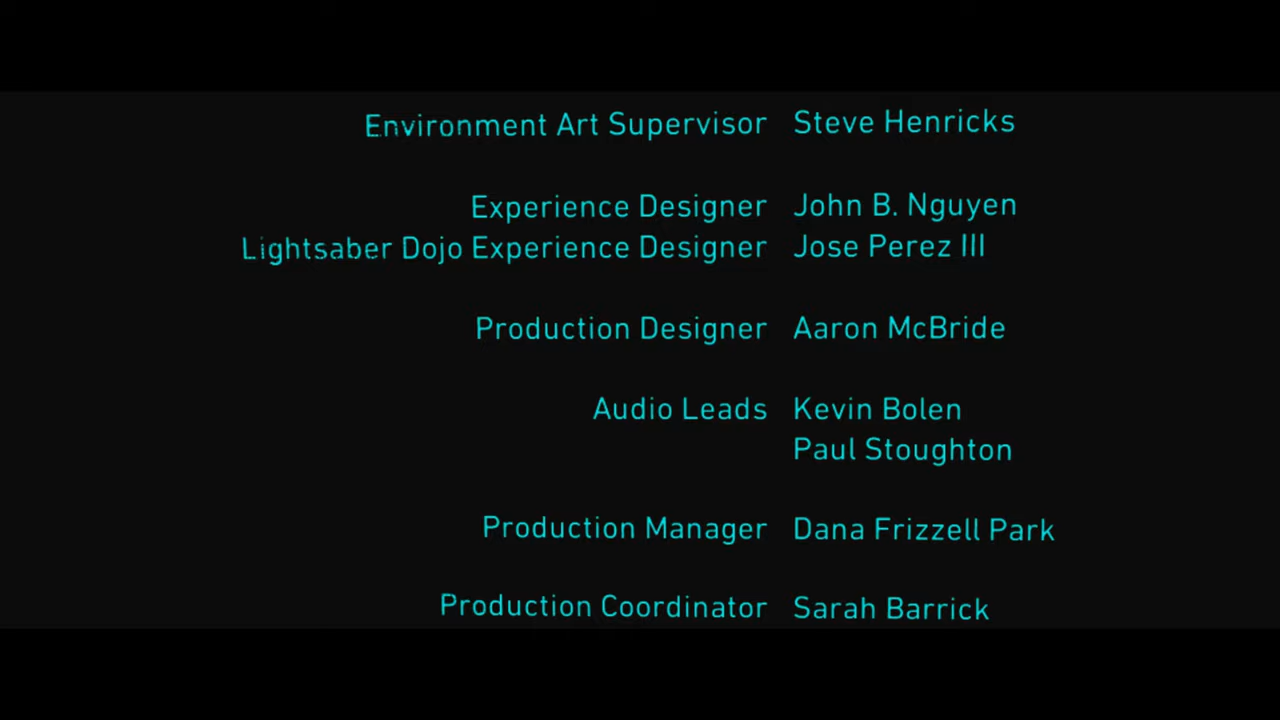 Environment Art Supervisor Steve Henricks
Experience Designer John B. Nguyen
Lightsaber Dojo Experience Designer Jose Perez III
Production Designer Aaron McBride
Audio Leads Kevin Bolen
Paul Stoughton
Production Manager Dana Frizzell Park
Production Coordinator Sarah Barrick